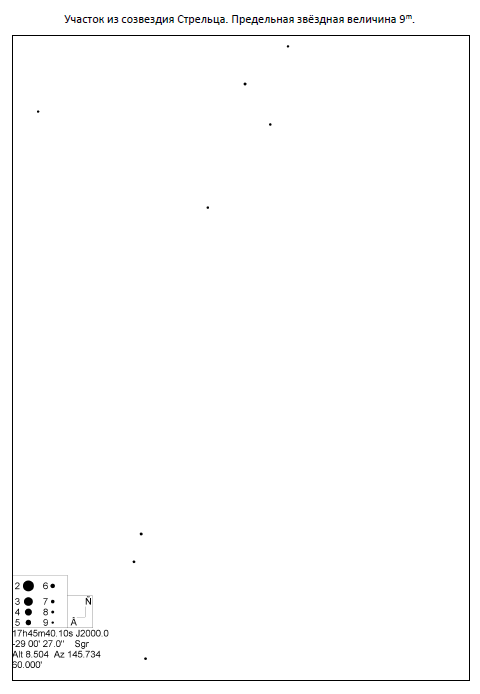 Участок из созвездия Стрельца. Предельная звёздная величина 9ᵐ.
2 6
3 7 Ñ
4 8
5 9 Â
17h45m40.10s J2000.0
-29 00' 27.0" Sgr
Alt 8.504 Az 145.734
60.000'